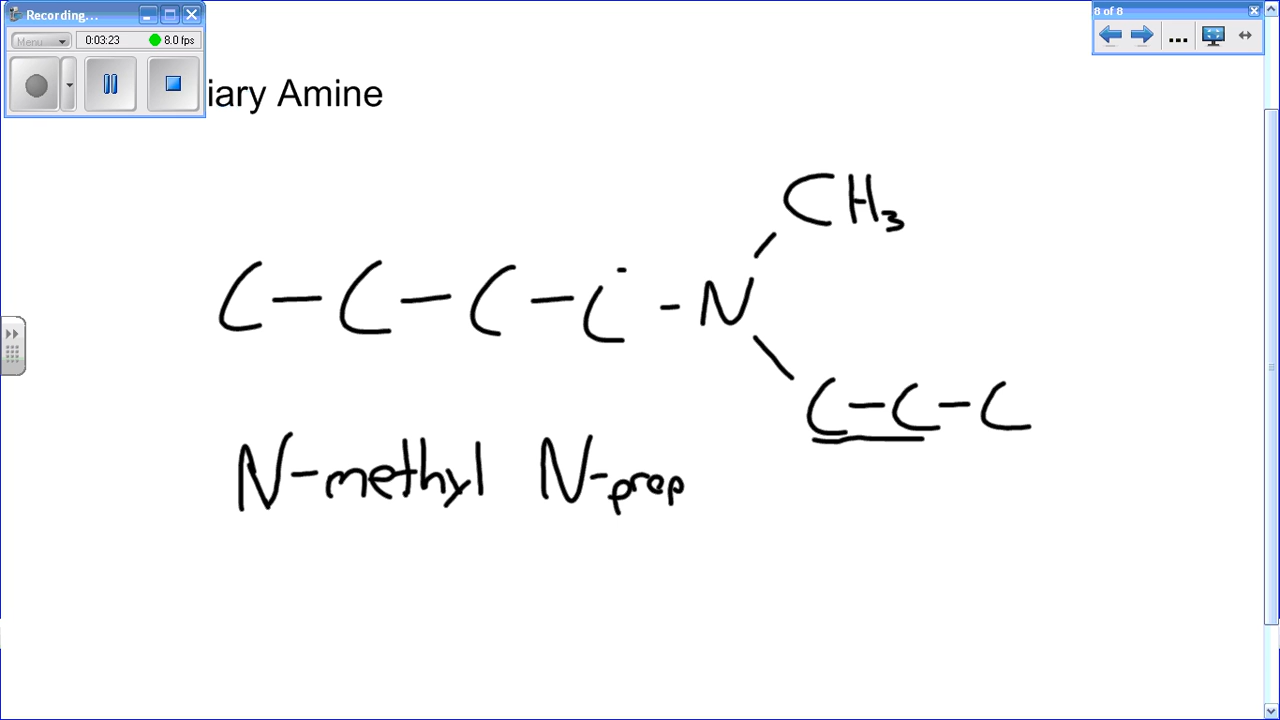 Recording...
8 of 8
Menu
0:03:23
8.0 fps
iary Amine
CH₃
C - C - C - C - N
C - C - C
N-methyl N-prop